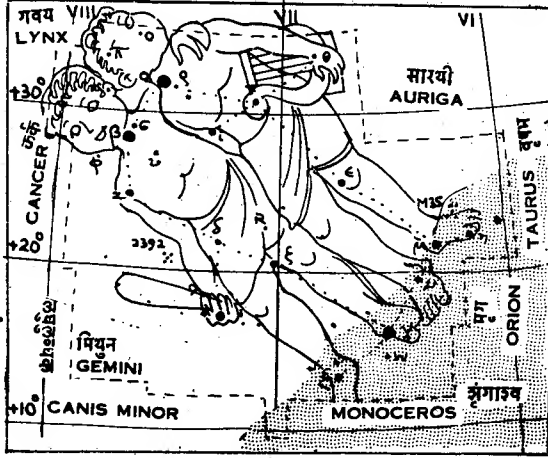 गवय VIII VII VI
LYNX
सारथी
AURIGA
+30°
कर्क
CANCER
वृषभ
TAURUS
M35
β σ
υ
ε
δ
ξ
+20°
2392
मिथुन
GEMINI
मृग
ORION
+10° CANIS MINOR MONOCEROS शृंगाश्व